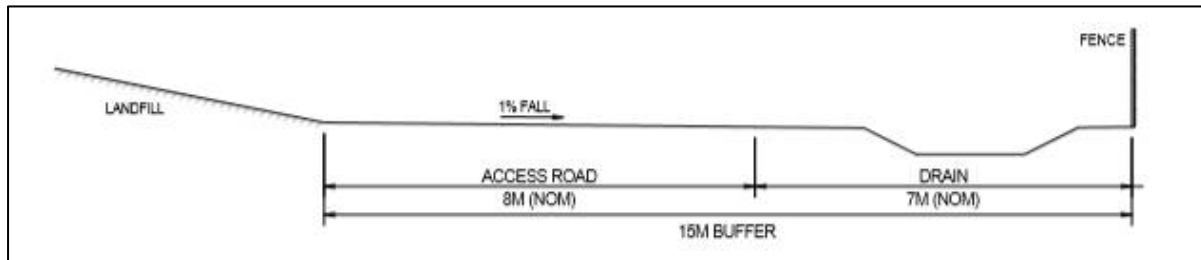 FENCE
LANDFILL
1% FALL
ACCESS ROAD
8M (NOM)
DRAIN
7M (NOM)
15M BUFFER